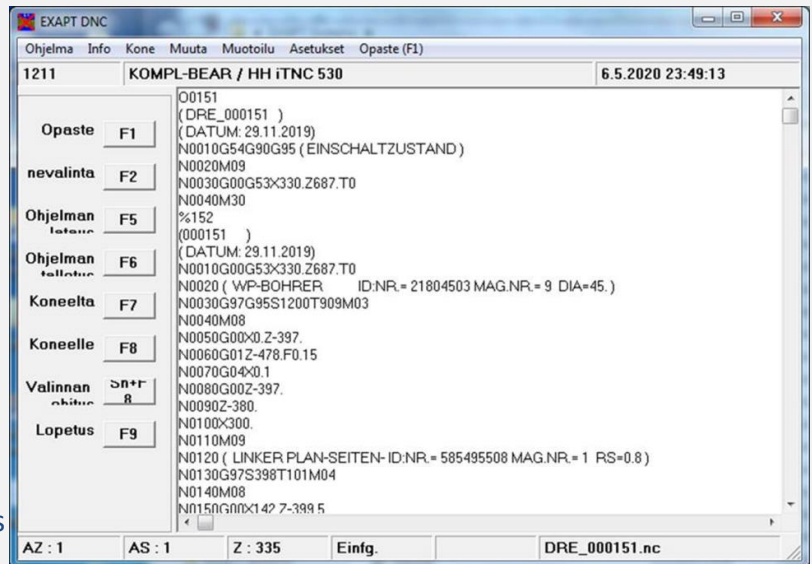 EXAPT DNC
Ohjelma Info Kone Muuta Muotoilu Asetukset Opaste (F1)
1211 KOMPL-BEAR / HH iTNC 530 6.5.2020 23:49:13
Opaste F1
nevalinta F2
Ohjelman F5
Ohjelman F6
Koneelta F7
Koneelle F8
Valinnan
Lopetus F9
O0151
( DRE_000151 )
( DATUM: 29.11.2019)
N0010G54G90G95 ( EINSCHALTZUSTAND )
N0020M09
N0030G00G53X330.Z687.T0
N0040M30
%152
(000151 )
( DATUM: 29.11.2019)
N0010G00G53X330.Z687.T0
N0020 ( WP-BOHRER ID:NR.= 21804503 MAG.NR.= 9 DIA=45. )
N0030G97G95S1200T909M03
N0040M08
N0050G00X0.Z-397.
N0060G01Z-478.F0.15
N0070G04X0.1
N0080G00Z-397.
N0090Z-380.
N0100X300.
N0110M09
N0120 ( LINKER PLAN-SEITEN- ID:NR.= 585495508 MAG.NR.= 1 RS=0.8 )
N0130G97S398T101M04
N0140M08
N0150G00X142.Z-399.5
s
AZ : 1 AS : 1 Z : 335 Einfg. DRE_000151.nc